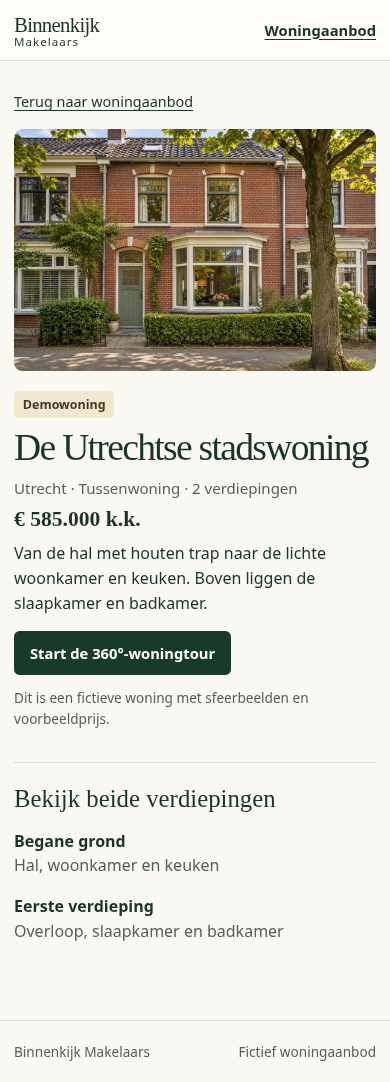 Binnenkijk
Makelaars
Woningaanbod
Terug naar woningaanbod
Demowoning
De Utrechtse stadswoning
Utrecht · Tussenwoning · 2 verdiepingen
€ 585.000 k.k.
Van de hal met houten trap naar de lichte
woonkamer en keuken. Boven liggen de
slaapkamer en badkamer.
Start de 360°-woningtour
Dit is een fictieve woning met sfeerbeelden en
voorbeeldprijs.
Bekijk beide verdiepingen
Begane grond
Hal, woonkamer en keuken
Eerste verdieping
Overloop, slaapkamer en badkamer
Binnenkijk Makelaars
Fictief woningaanbod